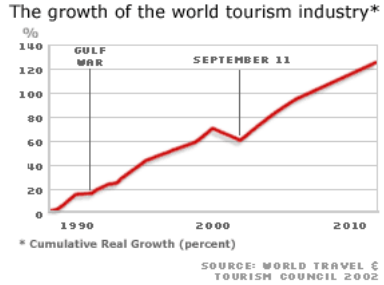 The growth of the world tourism industry*
%
140
GULF
WAR
SEPTEMBER 11
120
100
80
60
40
20
0
1990 2000 2010
* Cumulative Real Growth (percent)
SOURCE: WORLD TRAVEL &
TOURISM COUNCIL 2002